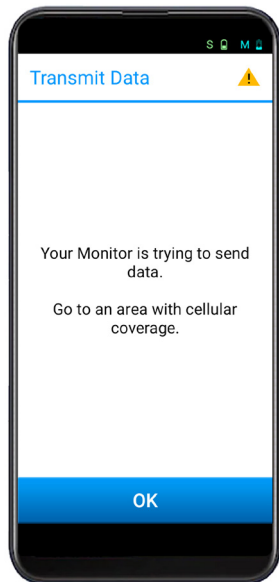 S M
Transmit Data
Your Monitor is trying to send
data.
Go to an area with cellular
coverage.
OK